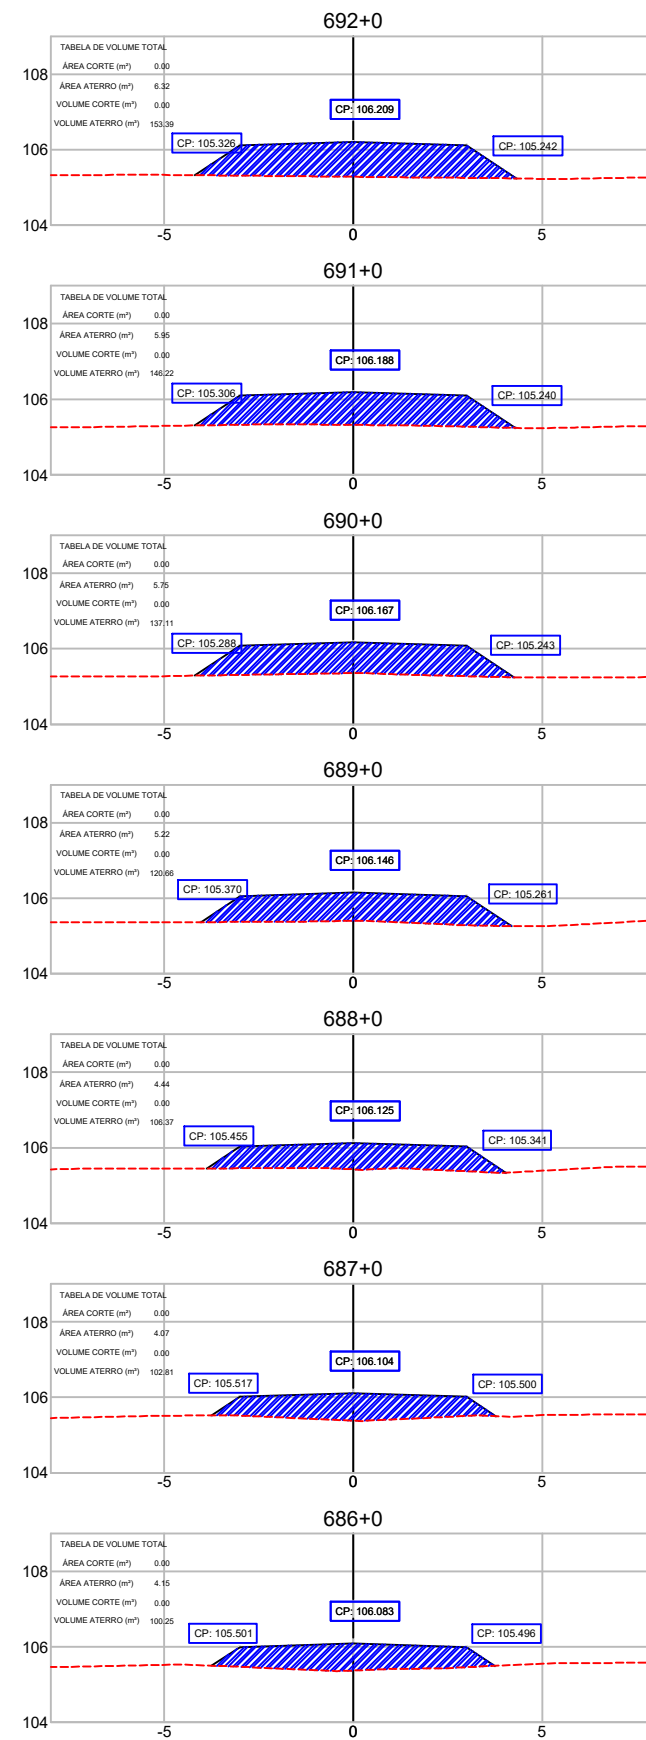 692+0
TABELA DE VOLUME TOTAL
ÁREA CORTE (m²) 0.00
108
ÁREA ATERRO (m²) 6.32
VOLUME CORTE (m³) 0.00
CP: 106.209
VOLUME ATERRO (m³) 153.39
CP: 105.326
CP: 105.242
106
104
-5 0 5
691+0
TABELA DE VOLUME TOTAL
ÁREA CORTE (m²) 0.00
108
ÁREA ATERRO (m²) 5.95
VOLUME CORTE (m³) 0.00
CP: 106.188
VOLUME ATERRO (m³) 146.22
CP: 105.306
CP: 105.240
106
104
-5 0 5
690+0
TABELA DE VOLUME TOTAL
ÁREA CORTE (m²) 0.00
108
ÁREA ATERRO (m²) 5.75
VOLUME CORTE (m³) 0.00
CP: 106.167
VOLUME ATERRO (m³) 137.11
CP: 105.288
CP: 105.243
106
104
-5 0 5
689+0
TABELA DE VOLUME TOTAL
ÁREA CORTE (m²) 0.00
108
ÁREA ATERRO (m²) 5.22
VOLUME CORTE (m³) 0.00
CP: 106.146
VOLUME ATERRO (m³) 120.66
CP: 105.370
CP: 105.261
106
104
-5 0 5
688+0
TABELA DE VOLUME TOTAL
ÁREA CORTE (m²) 0.00
108
ÁREA ATERRO (m²) 4.44
VOLUME CORTE (m³) 0.00
CP: 106.125
VOLUME ATERRO (m³) 106.37
CP: 105.455
CP: 105.341
106
104
-5 0 5
687+0
TABELA DE VOLUME TOTAL
ÁREA CORTE (m²) 0.00
108
ÁREA ATERRO (m²) 4.07
VOLUME CORTE (m³) 0.00
CP: 106.104
VOLUME ATERRO (m³) 102.81
CP: 105.517
CP: 105.500
106
104
-5 0 5
686+0
TABELA DE VOLUME TOTAL
ÁREA CORTE (m²) 0.00
108
ÁREA ATERRO (m²) 4.15
VOLUME CORTE (m³) 0.00
CP: 106.083
VOLUME ATERRO (m³) 100.25
CP: 105.501
CP: 105.496
106
104
-5 0 5